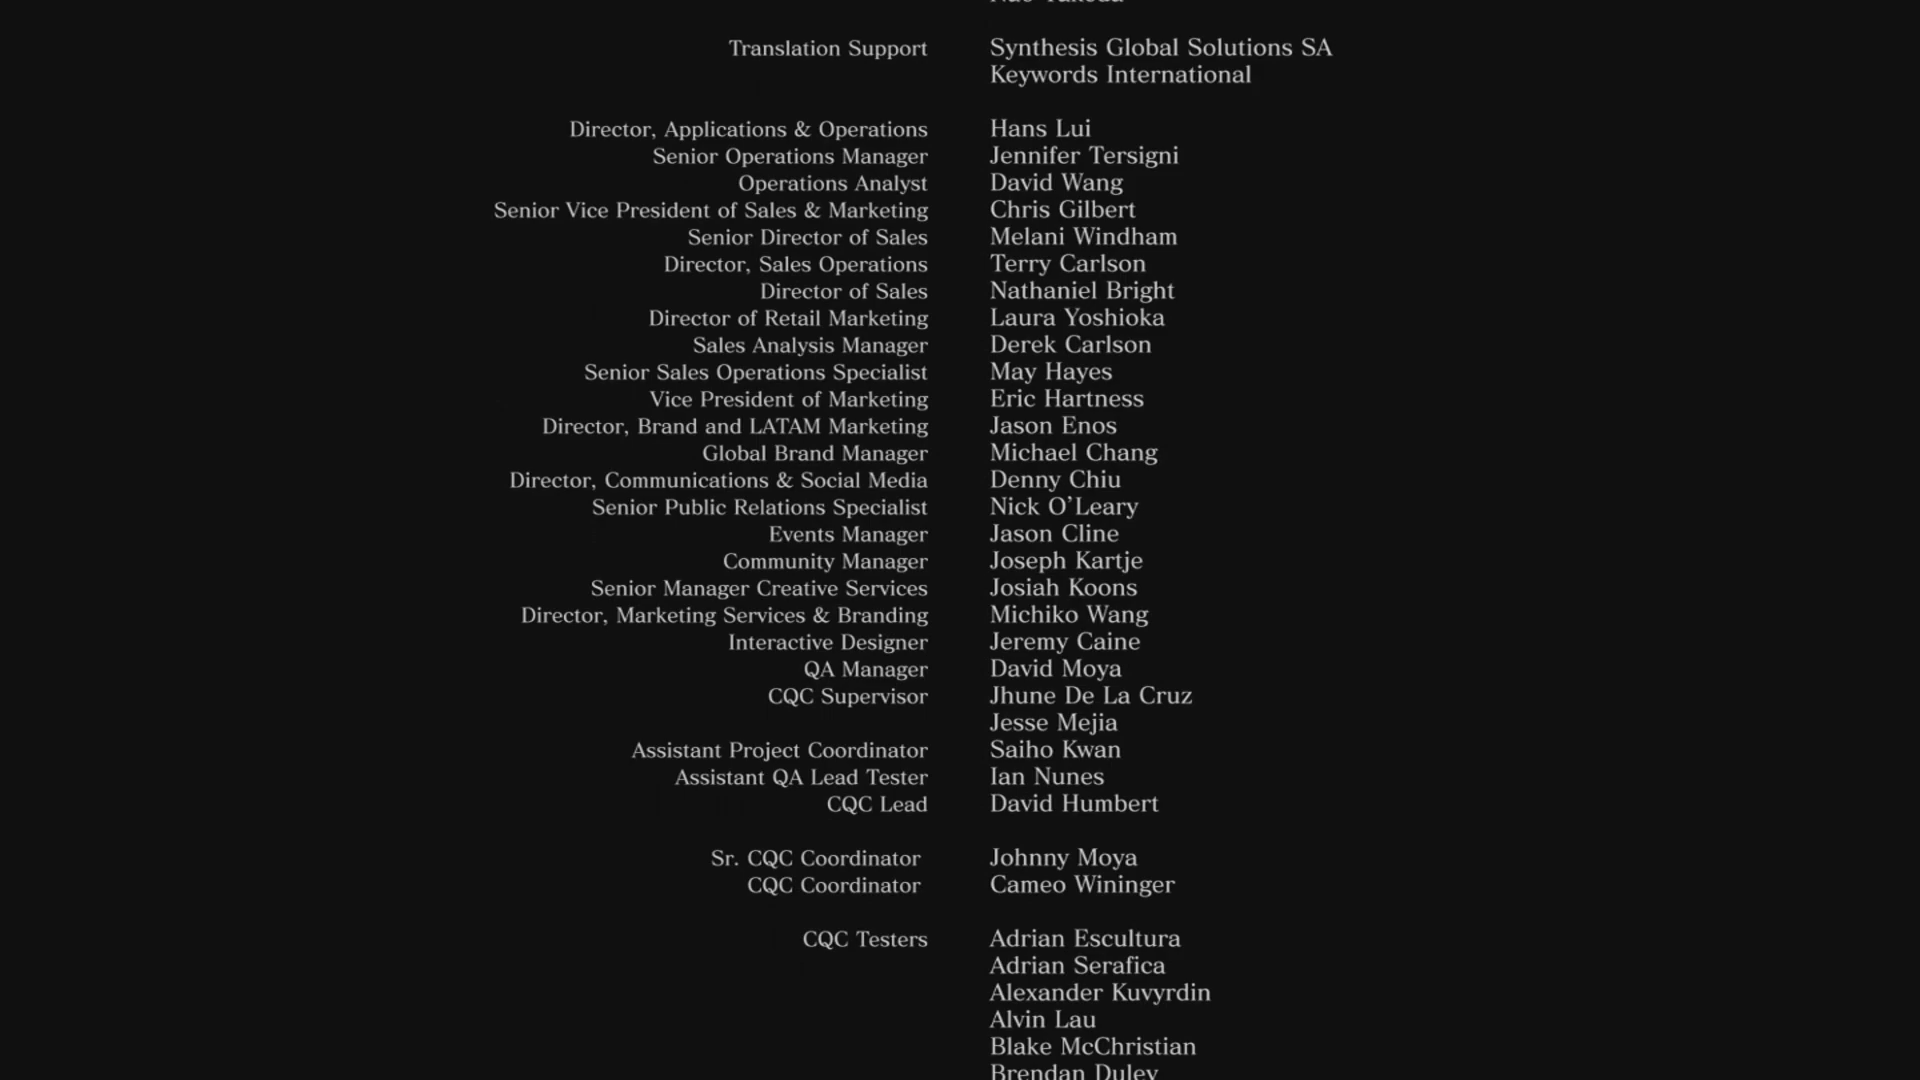 Translation Support Synthesis Global Solutions SA
Keywords International
Director, Applications & Operations Hans Lui
Senior Operations Manager Jennifer Tersigni
Operations Analyst David Wang
Senior Vice President of Sales & Marketing Chris Gilbert
Senior Director of Sales Melani Windham
Director, Sales Operations Terry Carlson
Director of Sales Nathaniel Bright
Director of Retail Marketing Laura Yoshioka
Sales Analysis Manager Derek Carlson
Senior Sales Operations Specialist May Hayes
Vice President of Marketing Eric Hartness
Director, Brand and LATAM Marketing Jason Enos
Global Brand Manager Michael Chang
Director, Communications & Social Media Denny Chiu
Senior Public Relations Specialist Nick O’Leary
Events Manager Jason Cline
Community Manager Joseph Kartje
Senior Manager Creative Services Josiah Koons
Director, Marketing Services & Branding Michiko Wang
Interactive Designer Jeremy Caine
QA Manager David Moya
CQC Supervisor Jhune De La Cruz
Jesse Mejia
Assistant Project Coordinator Saiho Kwan
Assistant QA Lead Tester Ian Nunes
CQC Lead David Humbert
Sr. CQC Coordinator Johnny Moya
CQC Coordinator Cameo Wininger
CQC Testers Adrian Escultura
Adrian Serafica
Alexander Kuvyrdin
Alvin Lau
Blake McChristian
Brendan Duley